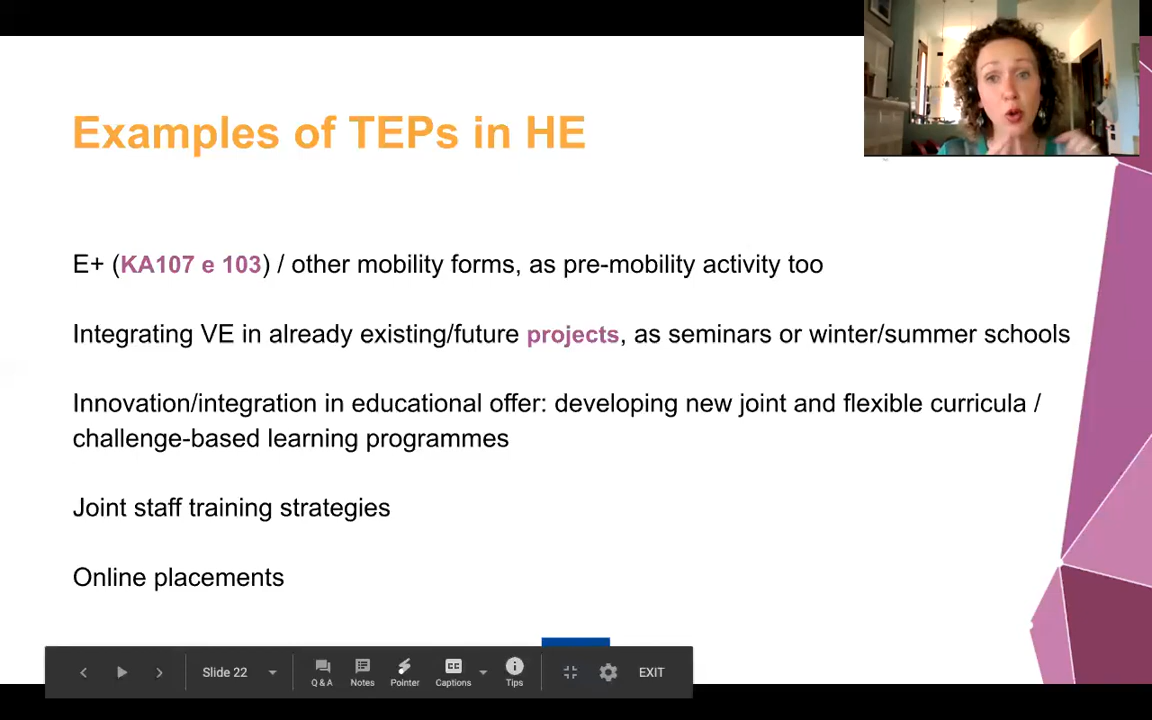 Examples of TEPs in HE
E+ (KA107 e 103) / other mobility forms, as pre-mobility activity too
Integrating VE in already existing/future projects, as seminars or winter/summer schools
Innovation/integration in educational offer: developing new joint and flexible curricula /
challenge-based learning programmes
Joint staff training strategies
Online placements
Slide 22
Q & A
Notes
Pointer
CC
Captions
Tips
EXIT